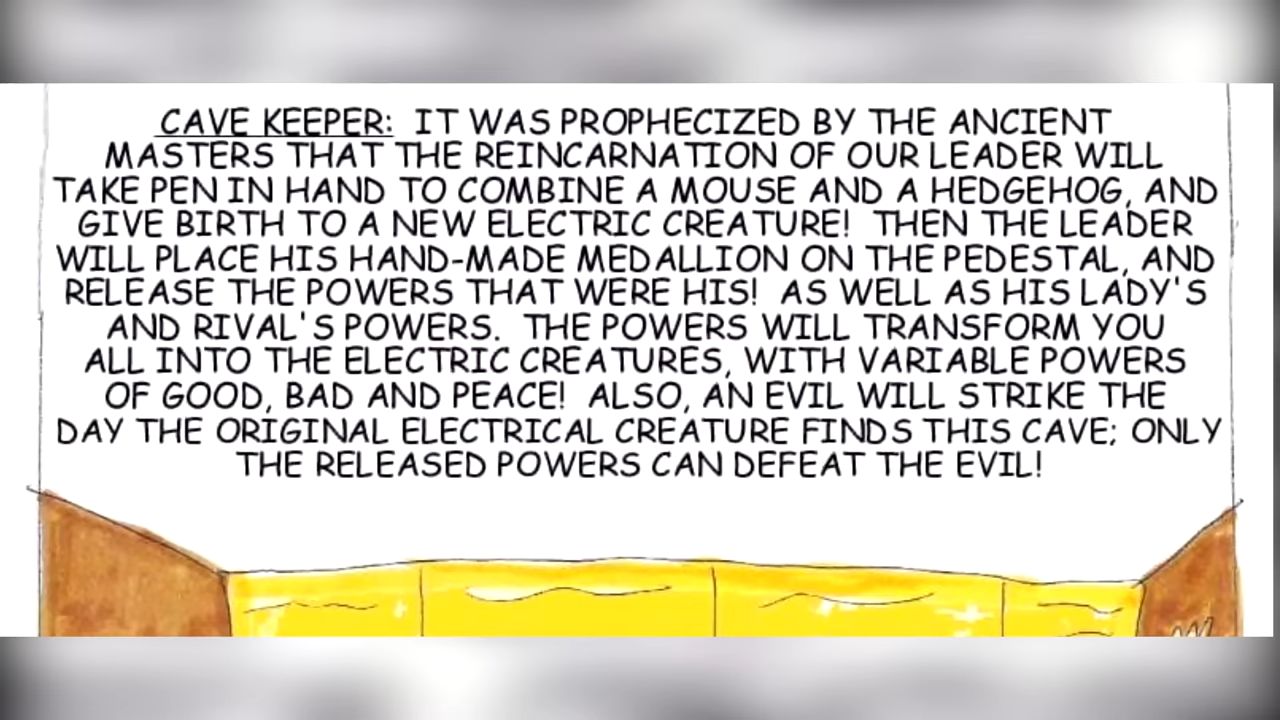 CAVE KEEPER: IT WAS PROPHECIZED BY THE ANCIENT
MASTERS THAT THE REINCARNATION OF OUR LEADER WILL
TAKE PEN IN HAND TO COMBINE A MOUSE AND A HEDGEHOG, AND
GIVE BIRTH TO A NEW ELECTRIC CREATURE! THEN THE LEADER
WILL PLACE HIS HAND-MADE MEDALLION ON THE PEDESTAL, AND
RELEASE THE POWERS THAT WERE HIS! AS WELL AS HIS LADY'S
AND RIVAL'S POWERS. THE POWERS WILL TRANSFORM YOU
ALL INTO THE ELECTRIC CREATURES, WITH VARIABLE POWERS
OF GOOD, BAD AND PEACE! ALSO, AN EVIL WILL STRIKE THE
DAY THE ORIGINAL ELECTRICAL CREATURE FINDS THIS CAVE; ONLY
THE RELEASED POWERS CAN DEFEAT THE EVIL!